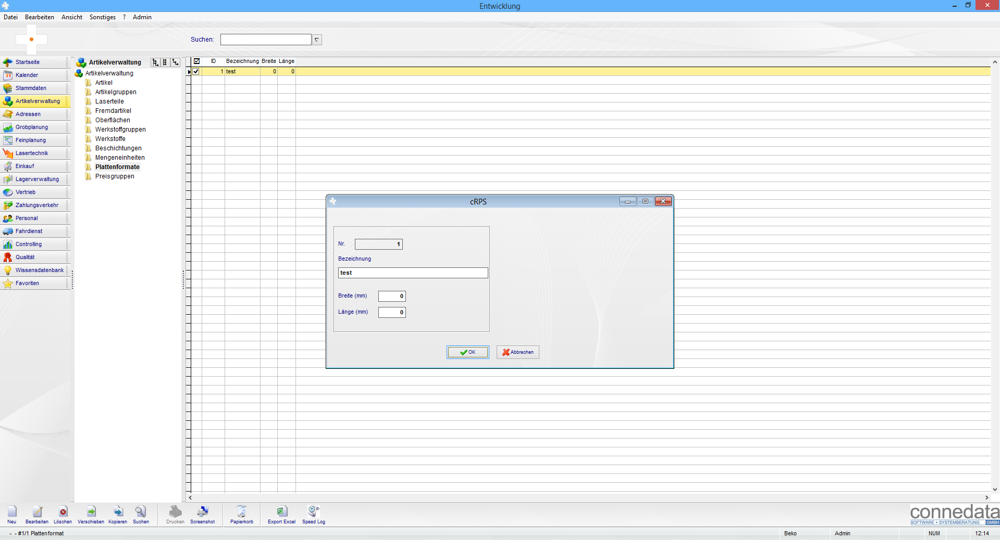 Entwicklung
Datei Bearbeiten Ansicht Sonstiges ? Admin
Suchen:
Startseite
Kalender
Stammdaten
Artikelverwaltung
Adressen
Grobplanung
Feinplanung
Lasertechnik
Einkauf
Lagerverwaltung
Vertrieb
Zahlungsverkehr
Personal
Fahrdienst
Controlling
Qualität
Wissensdatenbank
Favoriten
Artikelverwaltung
Artikelverwaltung
Artikel
Artikelgruppen
Laserteile
Fremdartikel
Oberflächen
Werkstoffgruppen
Werkstoffe
Beschichtungen
Mengeneinheiten
Plattenformate
Preisgruppen
ID Bezeichnung Breite Länge
1 test 0 0
cRPS
Nr. 1
Bezeichnung
test
Breite (mm) 0
Länge (mm) 0
OK Abbrechen
Neu Bearbeiten Löschen Verschieben Kopieren Suchen Drucken Screenshot Papierkorb Export Excel Speed Log
connedata
SOFTWARE + SYSTEMBERATUNG GMBH
- - #1/1 Plattenformat Beko Admin NUM 12:14